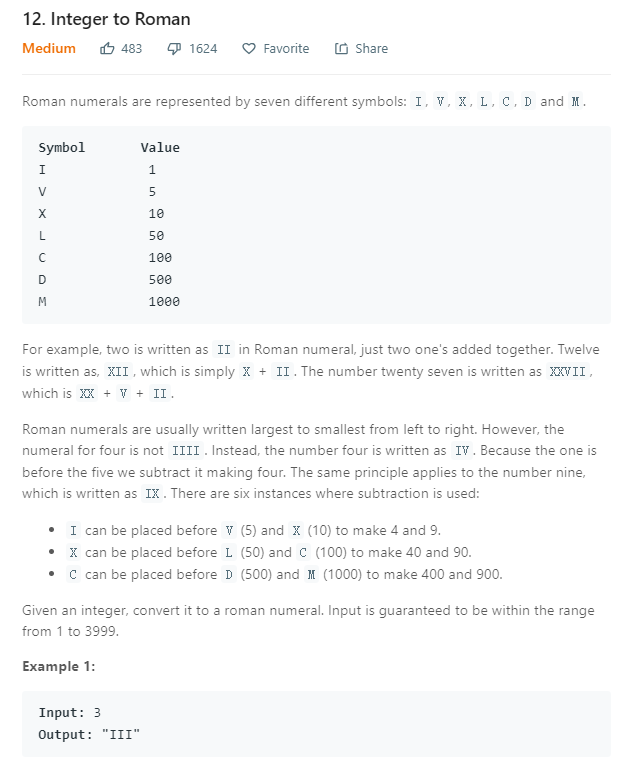 12. Integer to Roman
Medium 483 1624 Favorite Share
Roman numerals are represented by seven different symbols: I, V, X, L, C, D and M.
Symbol Value
I 1
V 5
X 10
L 50
C 100
D 500
M 1000
For example, two is written as II in Roman numeral, just two one's added together. Twelve
is written as, XII, which is simply X + II. The number twenty seven is written as XXVII,
which is XX + V + II.
Roman numerals are usually written largest to smallest from left to right. However, the
numeral for four is not IIII. Instead, the number four is written as IV. Because the one is
before the five we subtract it making four. The same principle applies to the number nine,
which is written as IX. There are six instances where subtraction is used:
• I can be placed before V (5) and X (10) to make 4 and 9.
• X can be placed before L (50) and C (100) to make 40 and 90.
• C can be placed before D (500) and M (1000) to make 400 and 900.
Given an integer, convert it to a roman numeral. Input is guaranteed to be within the range
from 1 to 3999.
Example 1:
Input: 3
Output: "III"